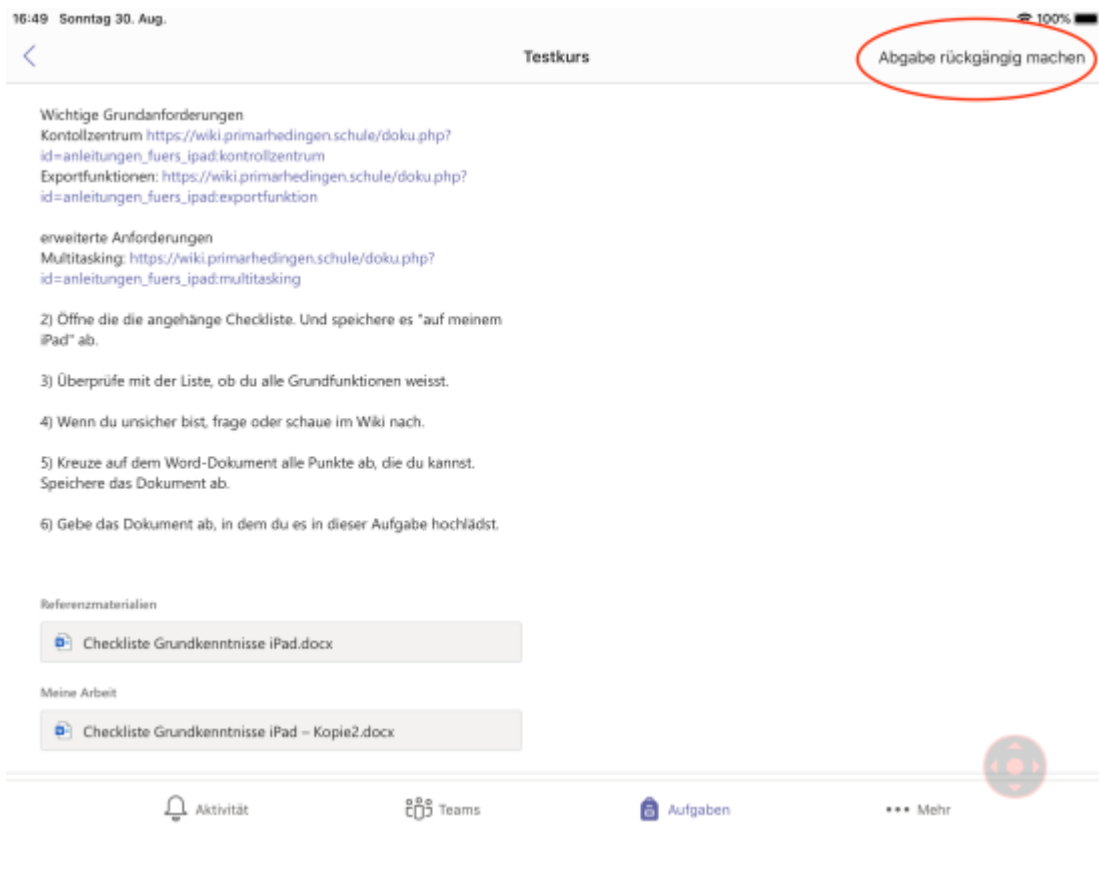 16:49 Sonntag 30. Aug.
100%
Testkurs
Abgabe rückgängig machen
Wichtige Grundanforderungen
Kontollzentrum https://wiki.primarhedingen.schule/doku.php?
id=anleitungen_fuers_ipad:kontrollzentrum
Exportfunktionen: https://wiki.primarhedingen.schule/doku.php?
id=anleitungen_fuers_ipad:exportfunktion
erweiterte Anforderungen
Multitasking: https://wiki.primarhedingen.schule/doku.php?
id=anleitungen_fuers_ipad:multitasking
2) Öffne die die angehänge Checkliste. Und speichere es "auf meinem
iPad" ab.
3) Überprüfe mit der Liste, ob du alle Grundfunktionen weisst.
4) Wenn du unsicher bist, frage oder schaue im Wiki nach.
5) Kreuze auf dem Word-Dokument alle Punkte ab, die du kannst.
Speichere das Dokument ab.
6) Gebe das Dokument ab, in dem du es in dieser Aufgabe hochlädst.
Referenzmaterialien
Checkliste Grundkenntnisse iPad.docx
Meine Arbeit
Checkliste Grundkenntnisse iPad – Kopie2.docx
Aktivität
Teams
Aufgaben
Mehr